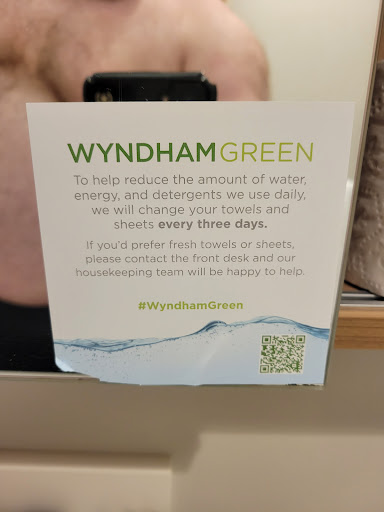 WYNDHAMGREEN
To help reduce the amount of water,
energy, and detergents we use daily,
we will change your towels and
sheets every three days.
If you'd prefer fresh towels or sheets,
please contact the front desk and our
housekeeping team will be happy to help.
#WyndhamGreen